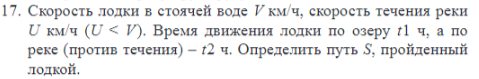 17. Скорость лодки в стоячей воде V км/ч, скорость течения реки
U км/ч (U < V). Время движения лодки по озеру t1 ч, а по
реке (против течения) – t2 ч. Определить путь S, пройденный
лодкой.